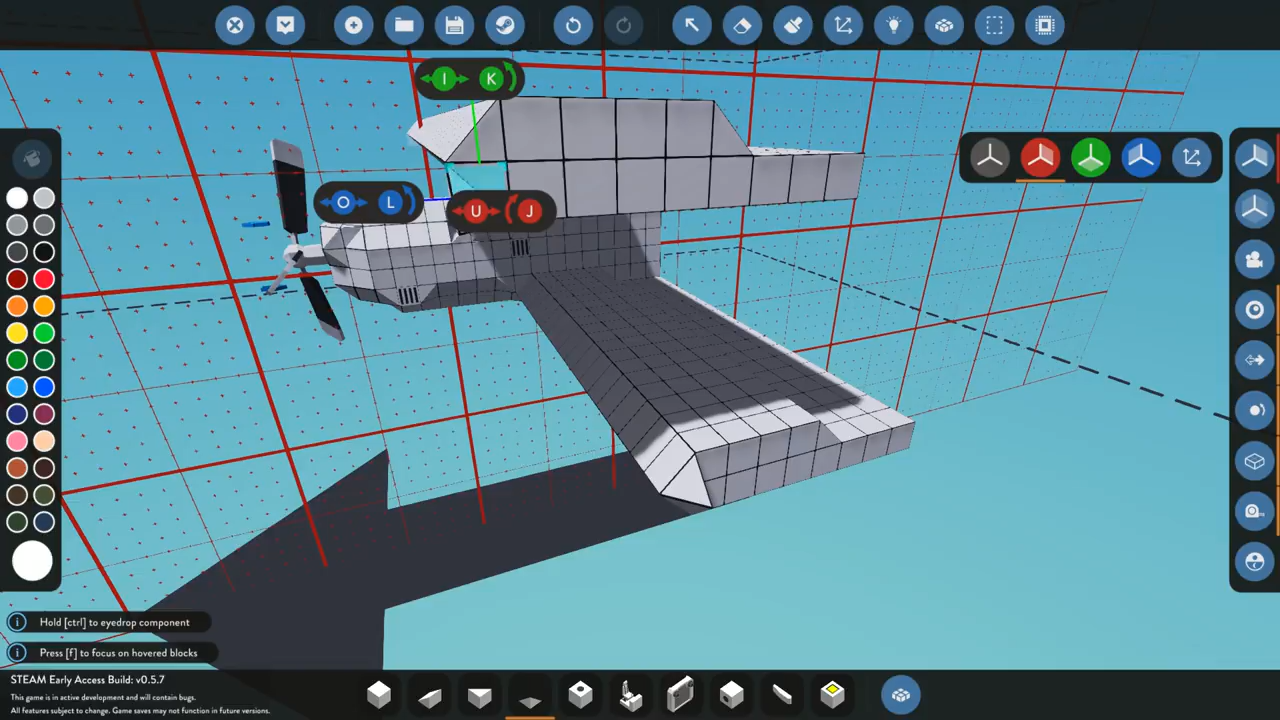 I K
O L
U J
Hold [ctrl] to eyedrop component
Press [f] to focus on hovered blocks
STEAM Early Access Build: v0.5.7
This game is in active development and will contain bugs.
All features subject to change. Game saves may not function in future versions.